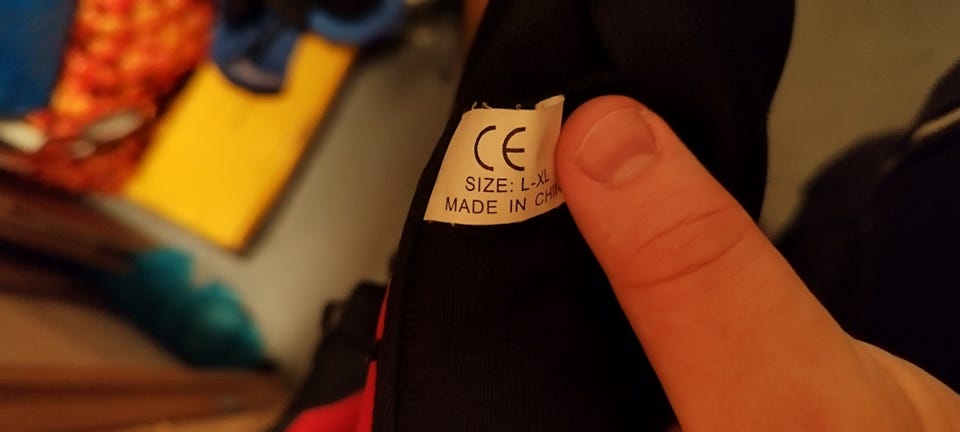 CE
SIZE: L-XL
MADE IN CHIN